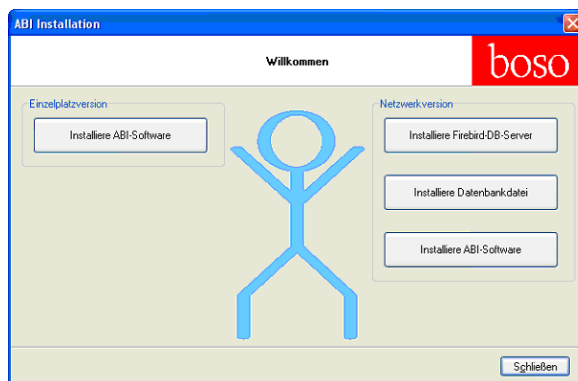 ABI Installation
Willkommen
boso
Einzelplatzversion
Installiere ABI-Software
Netzwerkversion
Installiere Firebird-DB-Server
Installiere Datenbankdatei
Installiere ABI-Software
Schließen